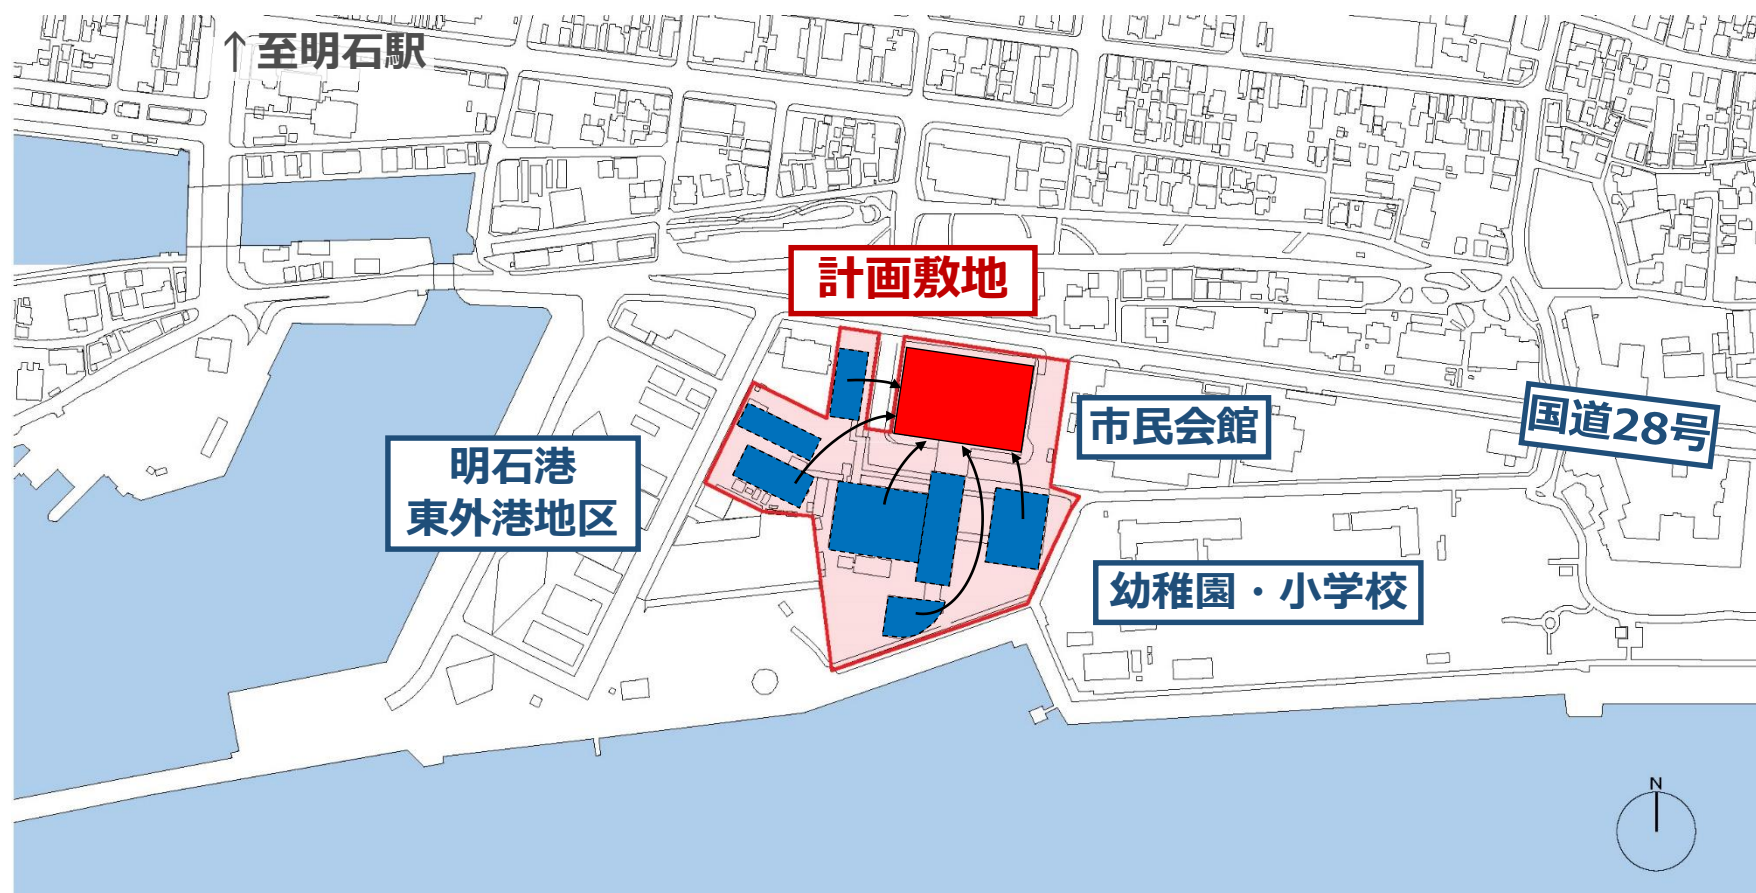 ↑至明石駅
計画敷地
市民会館
国道28号
明石港
東外港地区
幼稚園・小学校
N